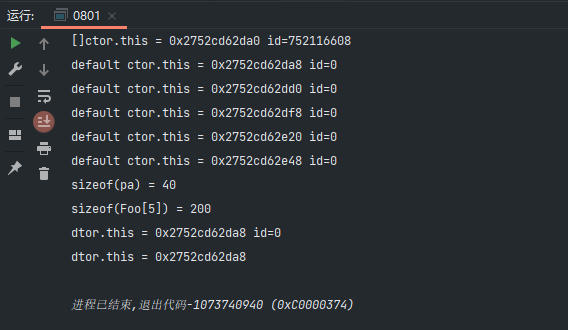 运行: 0801
[]ctor.this = 0x2752cd62da0 id=752116608
default ctor.this = 0x2752cd62da8 id=0
default ctor.this = 0x2752cd62dd0 id=0
default ctor.this = 0x2752cd62df8 id=0
default ctor.this = 0x2752cd62e20 id=0
default ctor.this = 0x2752cd62e48 id=0
sizeof(pa) = 40
sizeof(Foo[5]) = 200
dtor.this = 0x2752cd62da8 id=0
dtor.this = 0x2752cd62da8
进程已结束,退出代码-1073740940 (0xC0000374)